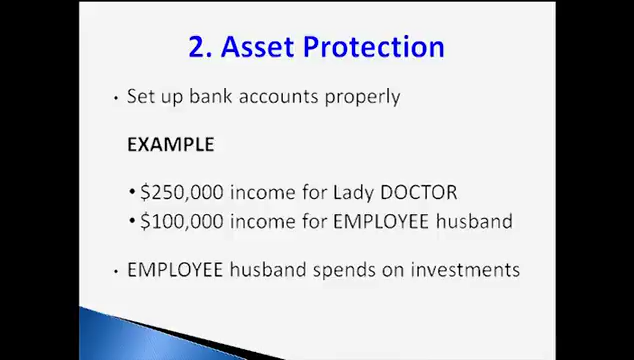 2. Asset Protection
• Set up bank accounts properly
EXAMPLE
• $250,000 income for Lady DOCTOR
• $100,000 income for EMPLOYEE husband
• EMPLOYEE husband spends on investments